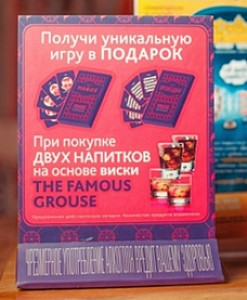 Получи уникальную
игру в ПОДАРОК
При покупке
ДВУХ НАПИТКОВ
на основе виски
THE FAMOUS
GROUSE
ЧРЕЗМЕРНОЕ УПОТРЕБЛЕНИЕ АЛКОГОЛЯ ВРЕДИТ ВАШЕМУ ЗДОРОВЬЮ